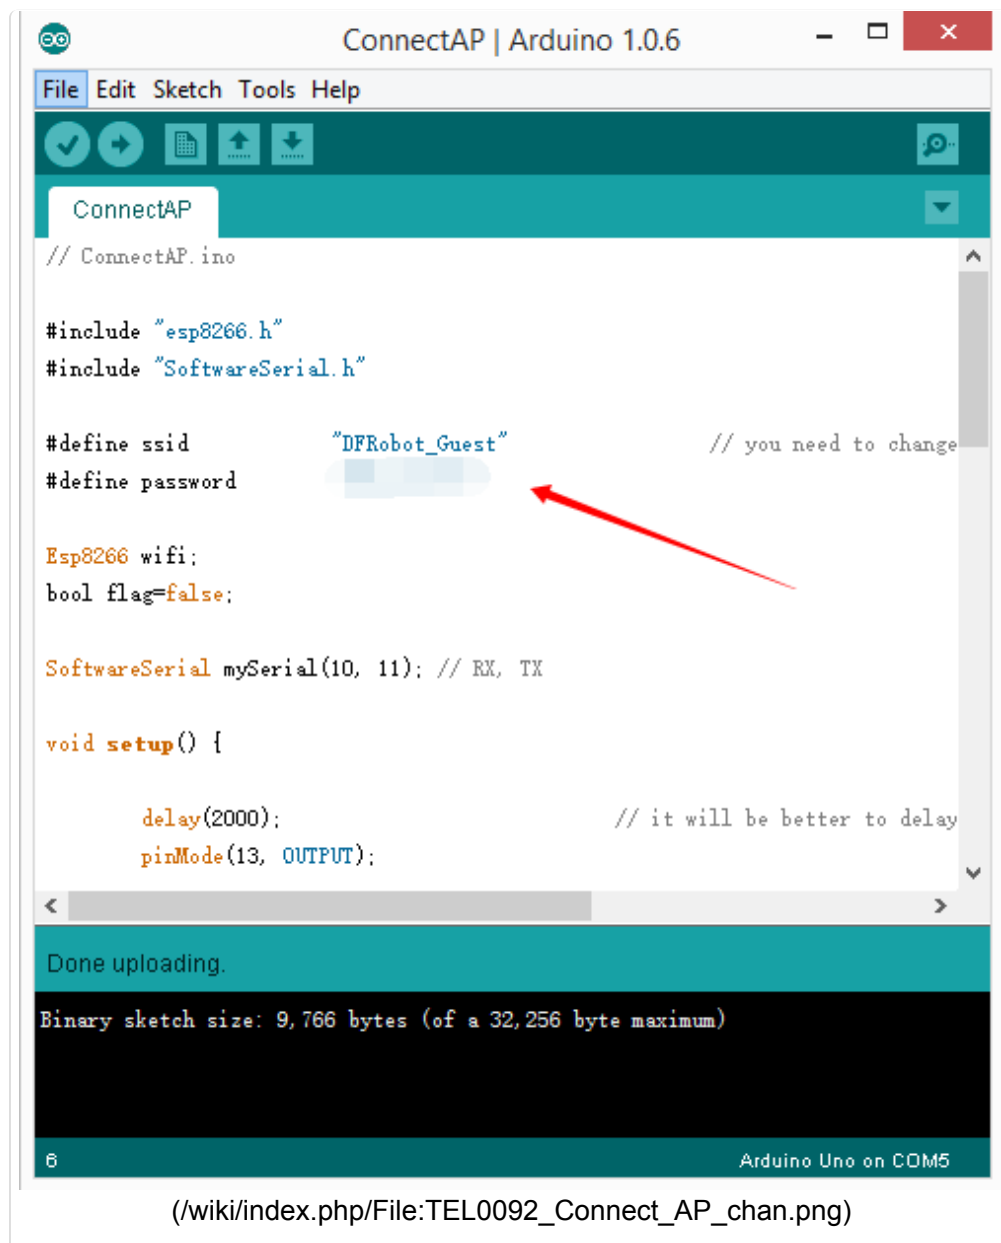 ConnectAP | Arduino 1.0.6
File Edit Sketch Tools Help
ConnectAP
// ConnectAP.ino
#include "esp8266.h"
#include "SoftwareSerial.h"
#define ssid "DFRobot_Guest" // you need to change
#define password
Esp8266 wifi;
bool flag=false;
SoftwareSerial mySerial(10, 11); // RX, TX
void setup() {
delay(2000); // it will be better to delay
pinMode(13, OUTPUT);
Done uploading.
Binary sketch size: 9,766 bytes (of a 32,256 byte maximum)
6 Arduino Uno on COM5
(/wiki/index.php/File:TEL0092_Connect_AP_chan.png)